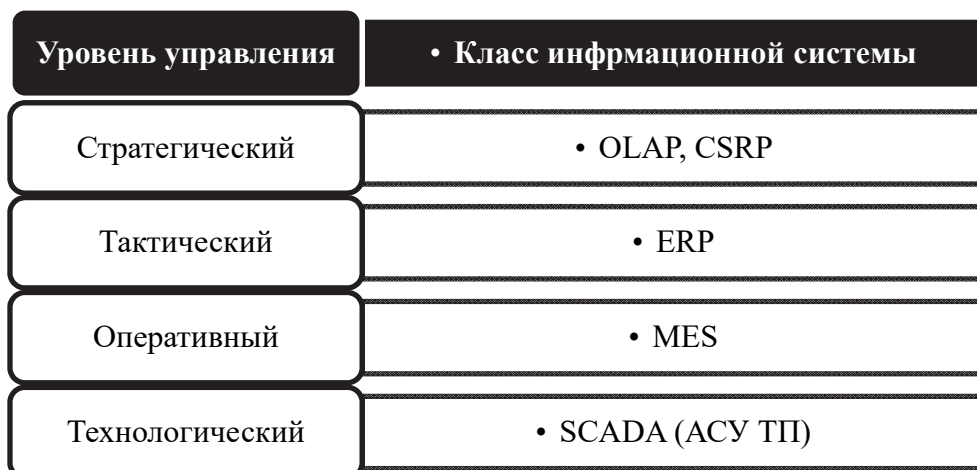 Уровень управления
• Класс инфрмационной системы
Стратегический
• OLAP, CSRP
Тактический
• ERP
Оперативный
• MES
Технологический
• SCADA (АСУ ТП)